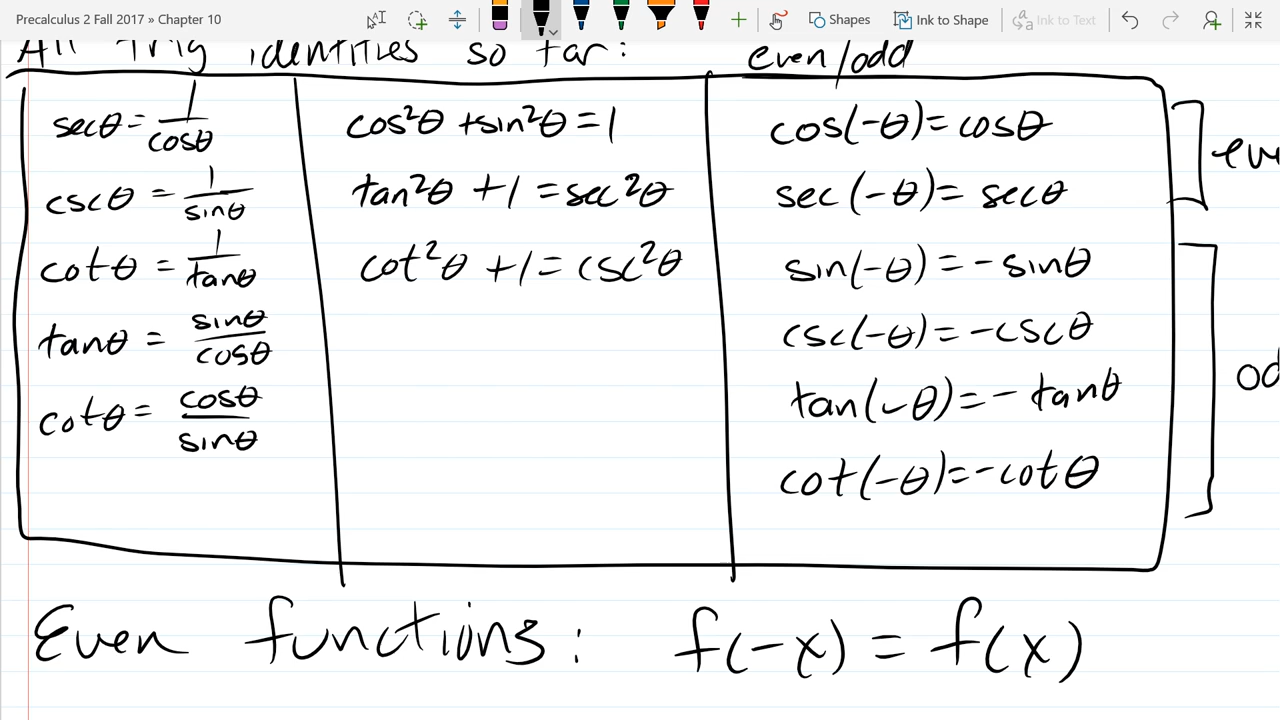 Precalculus 2 Fall 2017 » Chapter 10
Shapes
Ink to Shape
Ink to Text
All Trig identities so far:
even/odd
secθ = 1/cosθ
cscθ = 1/sinθ
cotθ = 1/tanθ
tanθ = sinθ/cosθ
cotθ = cosθ/sinθ
cos²θ + sin²θ = 1
tan²θ + 1 = sec²θ
cot²θ + 1 = csc²θ
cos(-θ) = cosθ
sec(-θ) = secθ
sin(-θ) = -sinθ
csc(-θ) = -cscθ
tan(-θ) = -tanθ
cot(-θ) = -cotθ
Even functions: f(-x) = f(x)